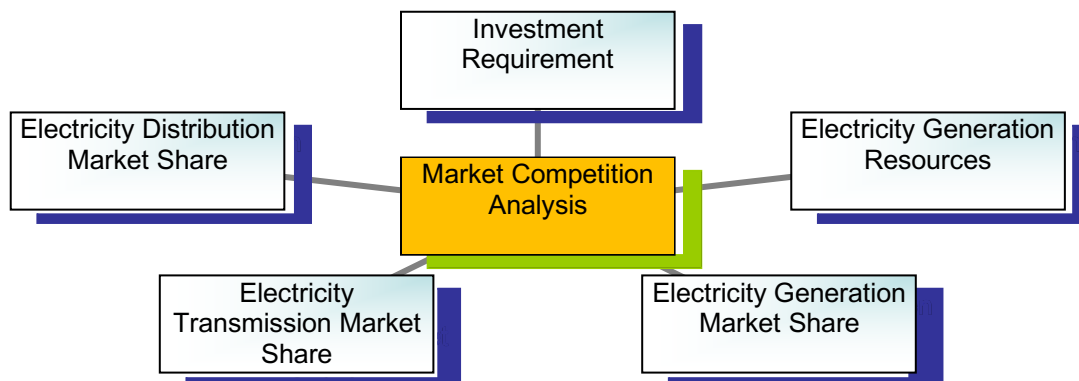 Investment
Requirement
Electricity Distribution
Market Share
Electricity Generation
Resources
Market Competition
Analysis
Electricity
Transmission Market
Share
Electricity Generation
Market Share